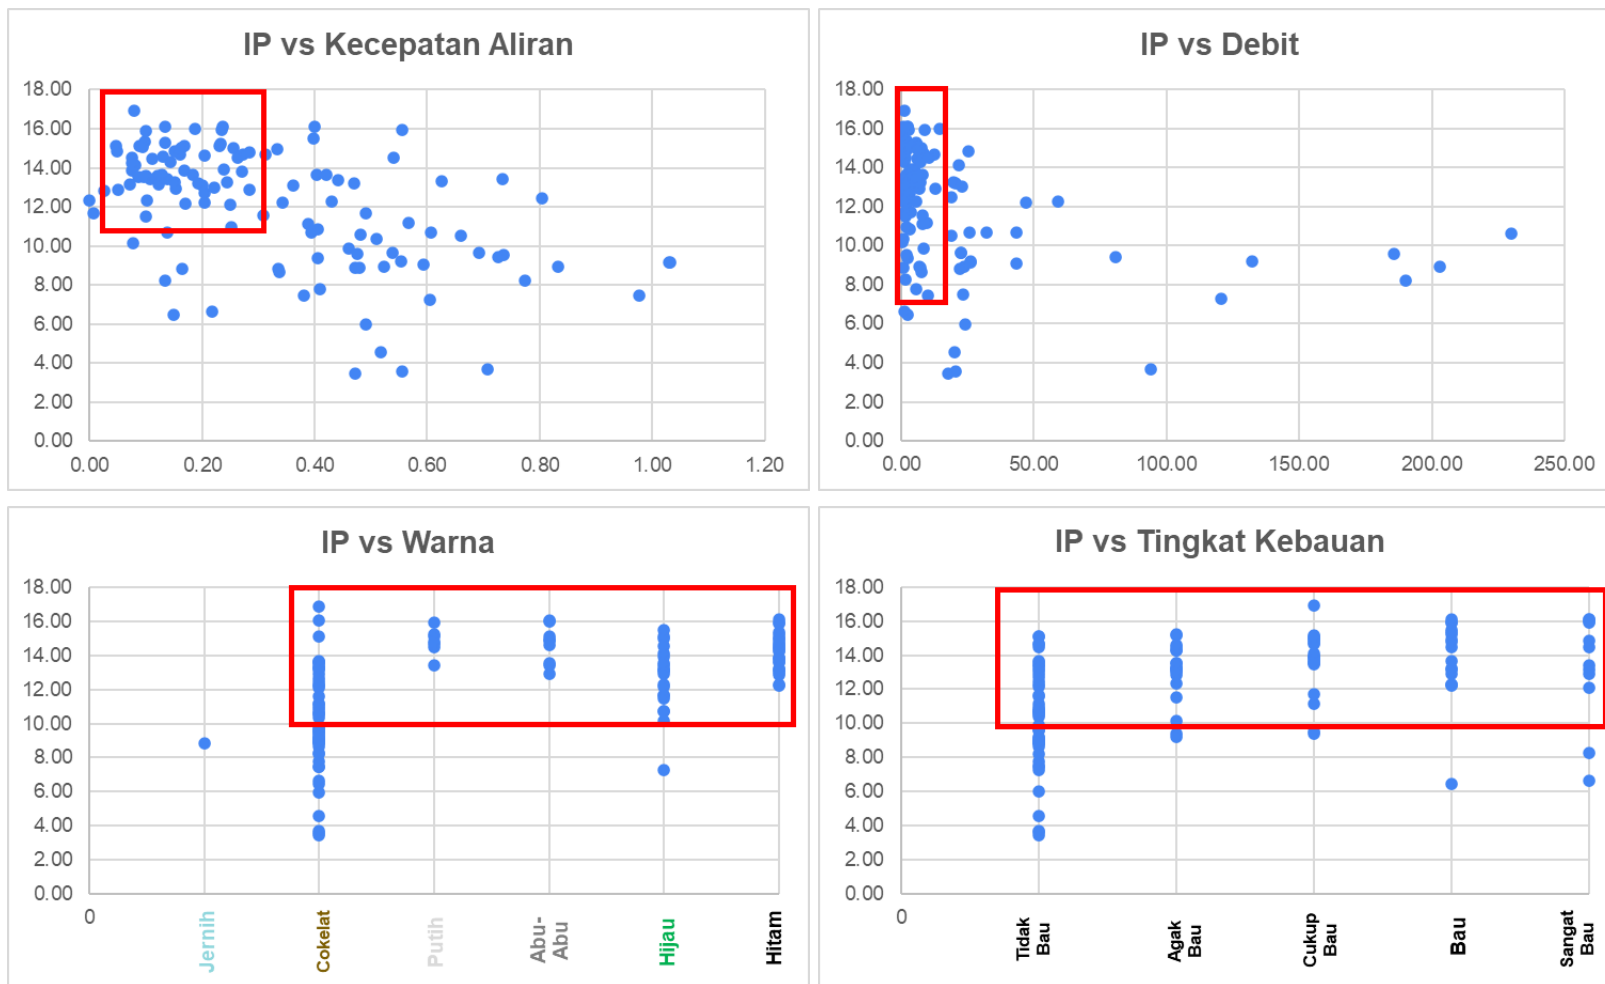 IP vs Kecepatan Aliran
18.00
16.00
14.00
12.00
10.00
8.00
6.00
4.00
2.00
0.00
0.00 0.20 0.40 0.60 0.80 1.00 1.20
IP vs Debit
18.00
16.00
14.00
12.00
10.00
8.00
6.00
4.00
2.00
0.00
0.00 50.00 100.00 150.00 200.00 250.00
IP vs Warna
18.00
16.00
14.00
12.00
10.00
8.00
6.00
4.00
2.00
0.00
0
Jernih
Cokelat
Putih
Abu-
Abu
Hijau
Hitam
IP vs Tingkat Kebauan
18.00
16.00
14.00
12.00
10.00
8.00
6.00
4.00
2.00
0.00
0
Tidak
Bau
Agak
Bau
Cukup
Bau
Bau
Sangat
Bau